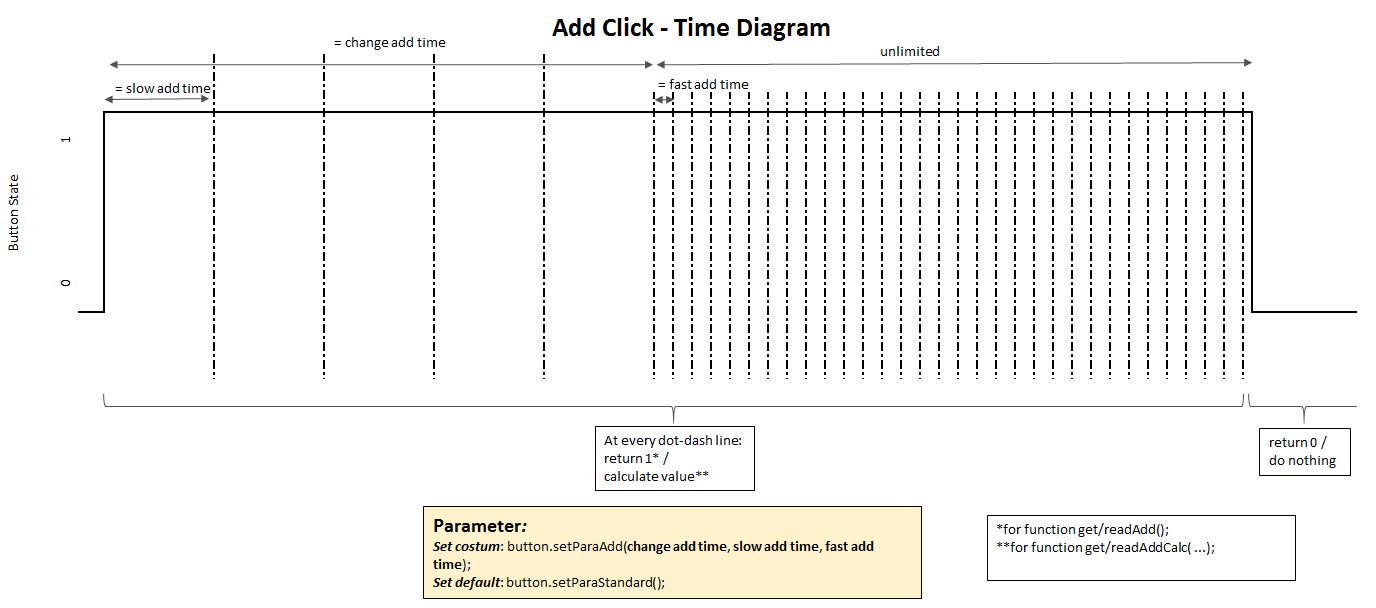 Add Click - Time Diagram
= change add time
unlimited
= slow add time
= fast add time
1
Button State
0
At every dot-dash line:
return 1* /
calculate value**
return 0 /
do nothing
Parameter:
Set costum: button.setParaAdd(change add time, slow add time, fast add
time);
Set default: button.setParaStandard();
*for function get/readAdd();
**for function get/readAddCalc( ...);